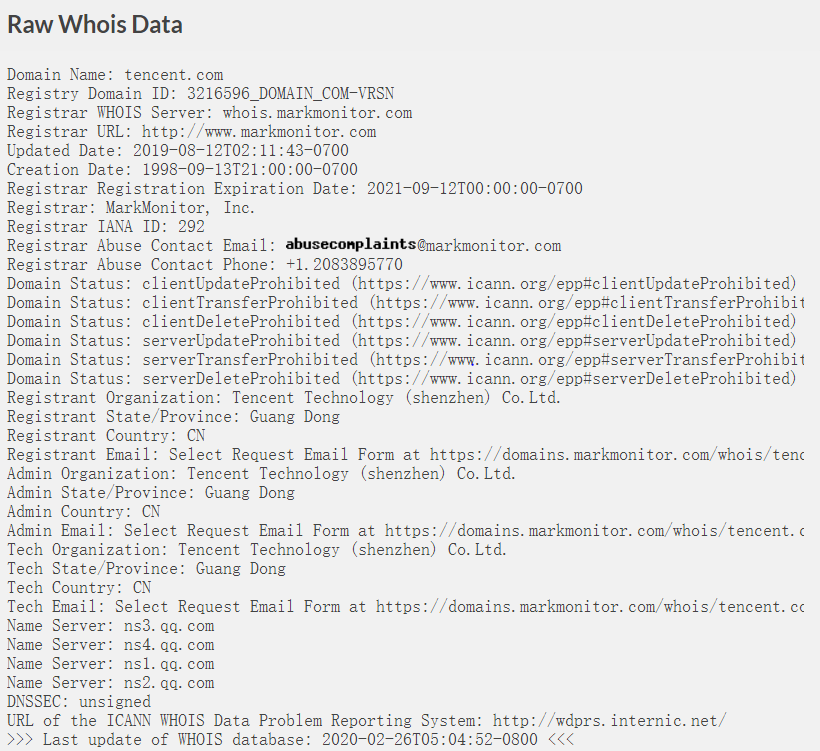 Raw Whois Data
Domain Name: tencent.com
Registry Domain ID: 3216596_DOMAIN_COM-VRSN
Registrar WHOIS Server: whois.markmonitor.com
Registrar URL: http://www.markmonitor.com
Updated Date: 2019-08-12T02:11:43-0700
Creation Date: 1998-09-13T21:00:00-0700
Registrar Registration Expiration Date: 2021-09-12T00:00:00-0700
Registrar: MarkMonitor, Inc.
Registrar IANA ID: 292
Registrar Abuse Contact Email: abusecomplaints@markmonitor.com
Registrar Abuse Contact Phone: +1.2083895770
Domain Status: clientUpdateProhibited (https://www.icann.org/epp#clientUpdateProhibited)
Domain Status: clientTransferProhibited (https://www.icann.org/epp#clientTransferProhibit
Domain Status: clientDeleteProhibited (https://www.icann.org/epp#clientDeleteProhibited)
Domain Status: serverUpdateProhibited (https://www.icann.org/epp#serverUpdateProhibited)
Domain Status: serverTransferProhibited (https://www.icann.org/epp#serverTransferProhibit
Domain Status: serverDeleteProhibited (https://www.icann.org/epp#serverDeleteProhibited)
Registrant Organization: Tencent Technology (shenzhen) Co.Ltd.
Registrant State/Province: Guang Dong
Registrant Country: CN
Registrant Email: Select Request Email Form at https://domains.markmonitor.com/whois/tenc
Admin Organization: Tencent Technology (shenzhen) Co.Ltd.
Admin State/Province: Guang Dong
Admin Country: CN
Admin Email: Select Request Email Form at https://domains.markmonitor.com/whois/tencent.c
Tech Organization: Tencent Technology (shenzhen) Co.Ltd.
Tech State/Province: Guang Dong
Tech Country: CN
Tech Email: Select Request Email Form at https://domains.markmonitor.com/whois/tencent.cc
Name Server: ns3.qq.com
Name Server: ns4.qq.com
Name Server: ns1.qq.com
Name Server: ns2.qq.com
DNSSEC: unsigned
URL of the ICANN WHOIS Data Problem Reporting System: http://wdprs.internic.net/
>>> Last update of WHOIS database: 2020-02-26T05:04:52-0800 <<<